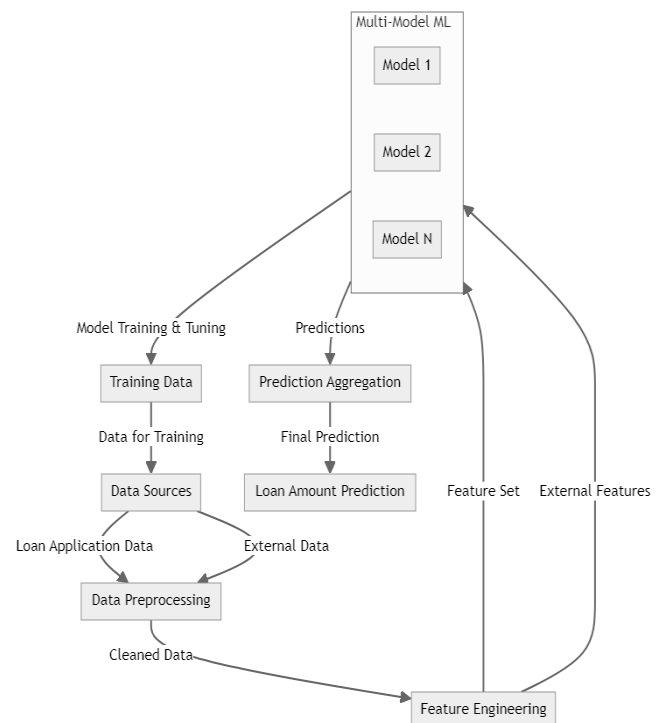 Multi-Model ML
Model 1
Model 2
Model N
Model Training & Tuning
Predictions
Training Data
Prediction Aggregation
Data for Training
Final Prediction
Data Sources
Loan Amount Prediction
Feature Set
External Features
Loan Application Data
External Data
Data Preprocessing
Cleaned Data
Feature Engineering